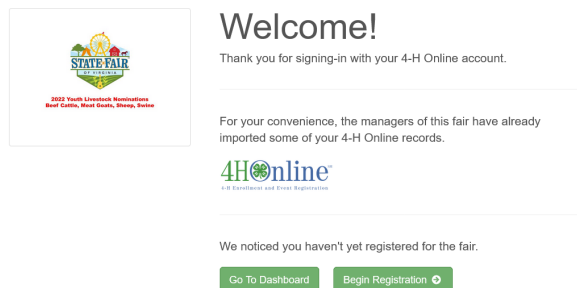 STATE FAIR
OF VIRGINIA
2022 Youth Livestock Nominations
Beef Cattle, Meat Goats, Sheep, Swine
Welcome!
Thank you for signing-in with your 4-H Online account.
For your convenience, the managers of this fair have already
imported some of your 4-H Online records.
4HOnline™
4-H Enrollment and Event Registration
We noticed you haven't yet registered for the fair.
Go To Dashboard
Begin Registration